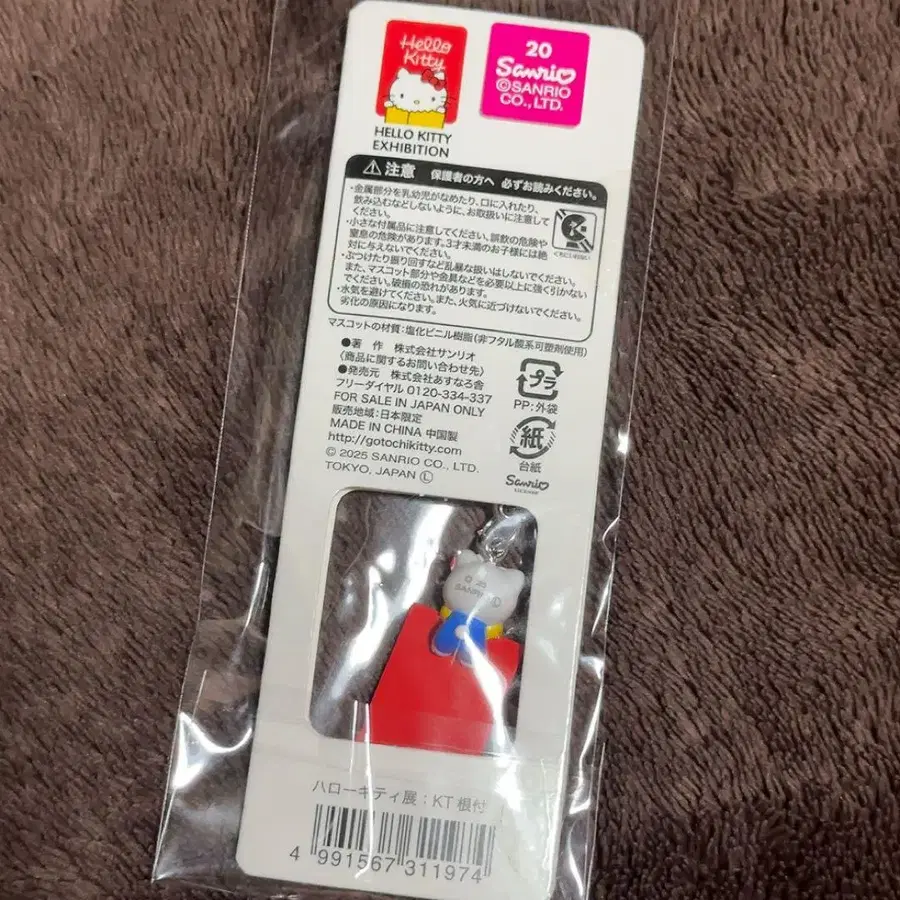 Hello
Kitty
HELLO KITTY
EXHIBITION
20
Sanrio
©SANRIO
CO., LTD.
注意 保護者の方へ 必ずお読みください。
・金属部分を乳幼児がなめたり、口に入れたり、
飲み込むなどしないように、お取扱いに注意して
ください。
・小さな付属品に注意してください。誤飲の危険や
窒息の危険があります。3才未満のお子様には絶
対に与えないでください。
・ぶつけたり振り回すなど乱暴な扱いはしないでください。
また、マスコット部分や金具などを必要以上に強く引かない
でください。破損の恐れがあります。
・水気を避けてください。また、火気に近づけないでください。
劣化の原因になります。
マスコットの材質:塩化ビニル樹脂(非フタル酸系可塑剤使用)
●著 作 株式会社サンリオ
〈商品に関するお問い合わせ先〉
●発売元 株式会社あすなろ舎
フリーダイヤル 0120-334-337
FOR SALE IN JAPAN ONLY
販売地域:日本限定
MADE IN CHINA 中国製
http://gotochikitty.com
© 2025 SANRIO CO., LTD.
TOKYO, JAPAN Ⓛ
プラ
PP:外袋
紙
台紙
Sanrio
© 20
SANRIO Ⓛ
ハローキティ展:KT根付
4 991567 311974